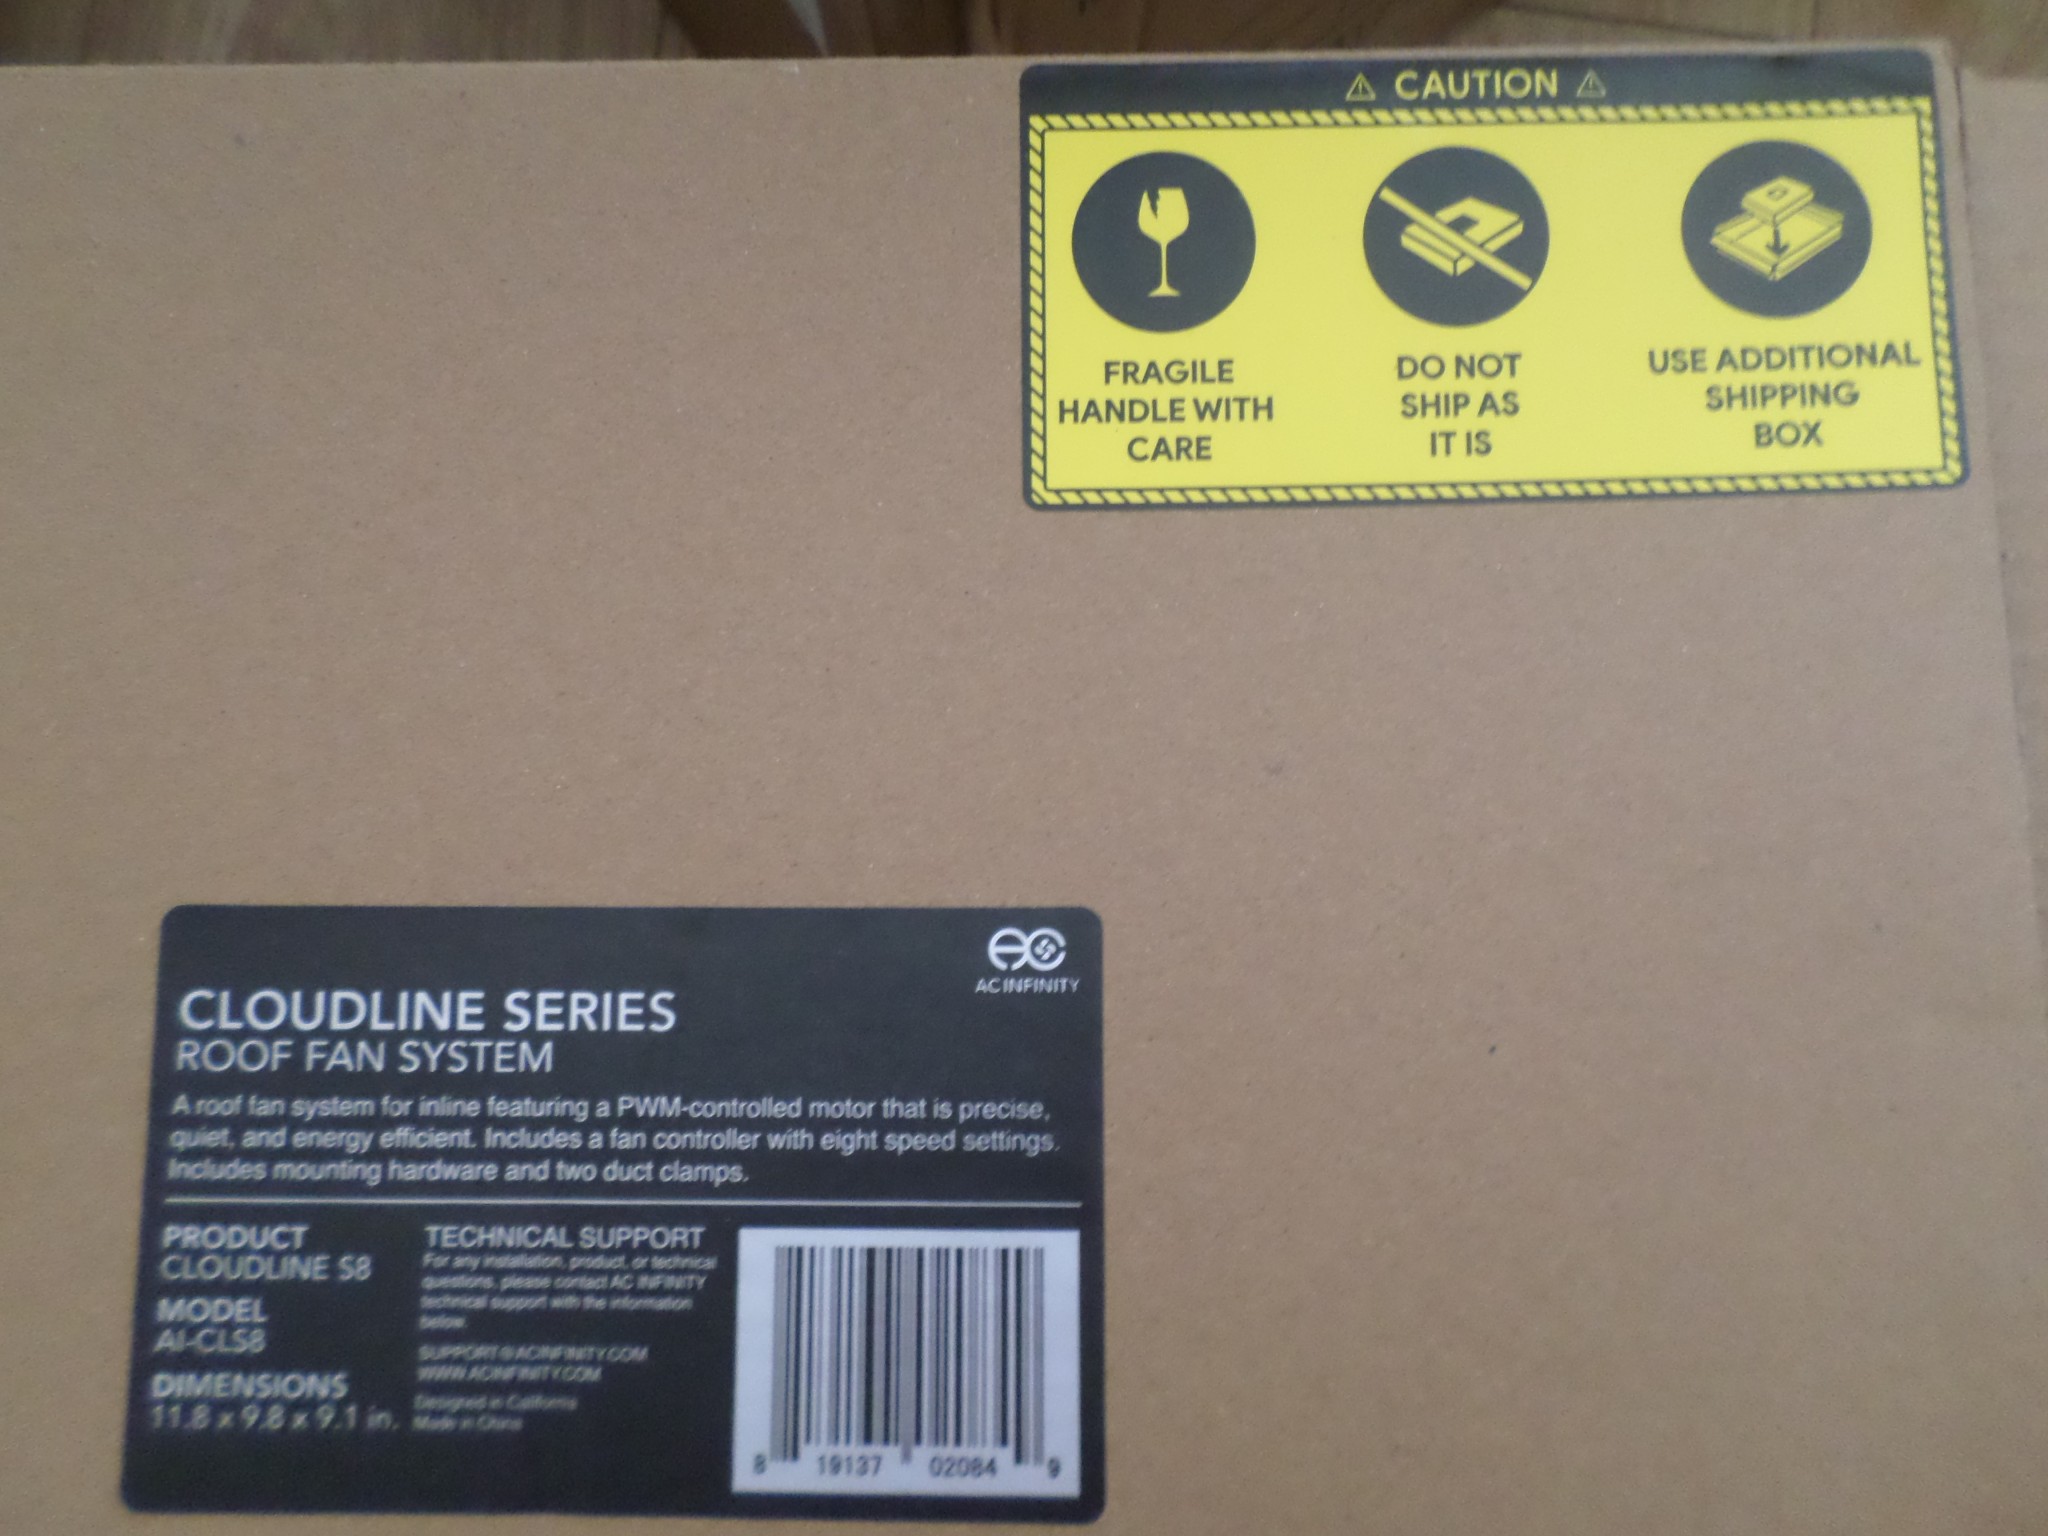 CAUTION
FRAGILE
HANDLE WITH
CARE
DO NOT
SHIP AS
IT IS
USE ADDITIONAL
SHIPPING
BOX
AC INFINITY
CLOUDLINE SERIES
ROOF FAN SYSTEM
A roof fan system for inline featuring a PWM-controlled motor that is precise,
quiet, and energy efficient. Includes a fan controller with eight speed settings.
Includes mounting hardware and two duct clamps.
PRODUCT
CLOUDLINE S8
MODEL
AI-CLS8
DIMENSIONS
11.8 x 9.8 x 9.1 in.
TECHNICAL SUPPORT
For any installation, product, or technical
questions, please contact AC INFINITY
technical support with the information
below.
SUPPORT@ACINFINITY.COM
WWW.ACINFINITY.COM
Designed in California
Made in China
8 19137 02084 9